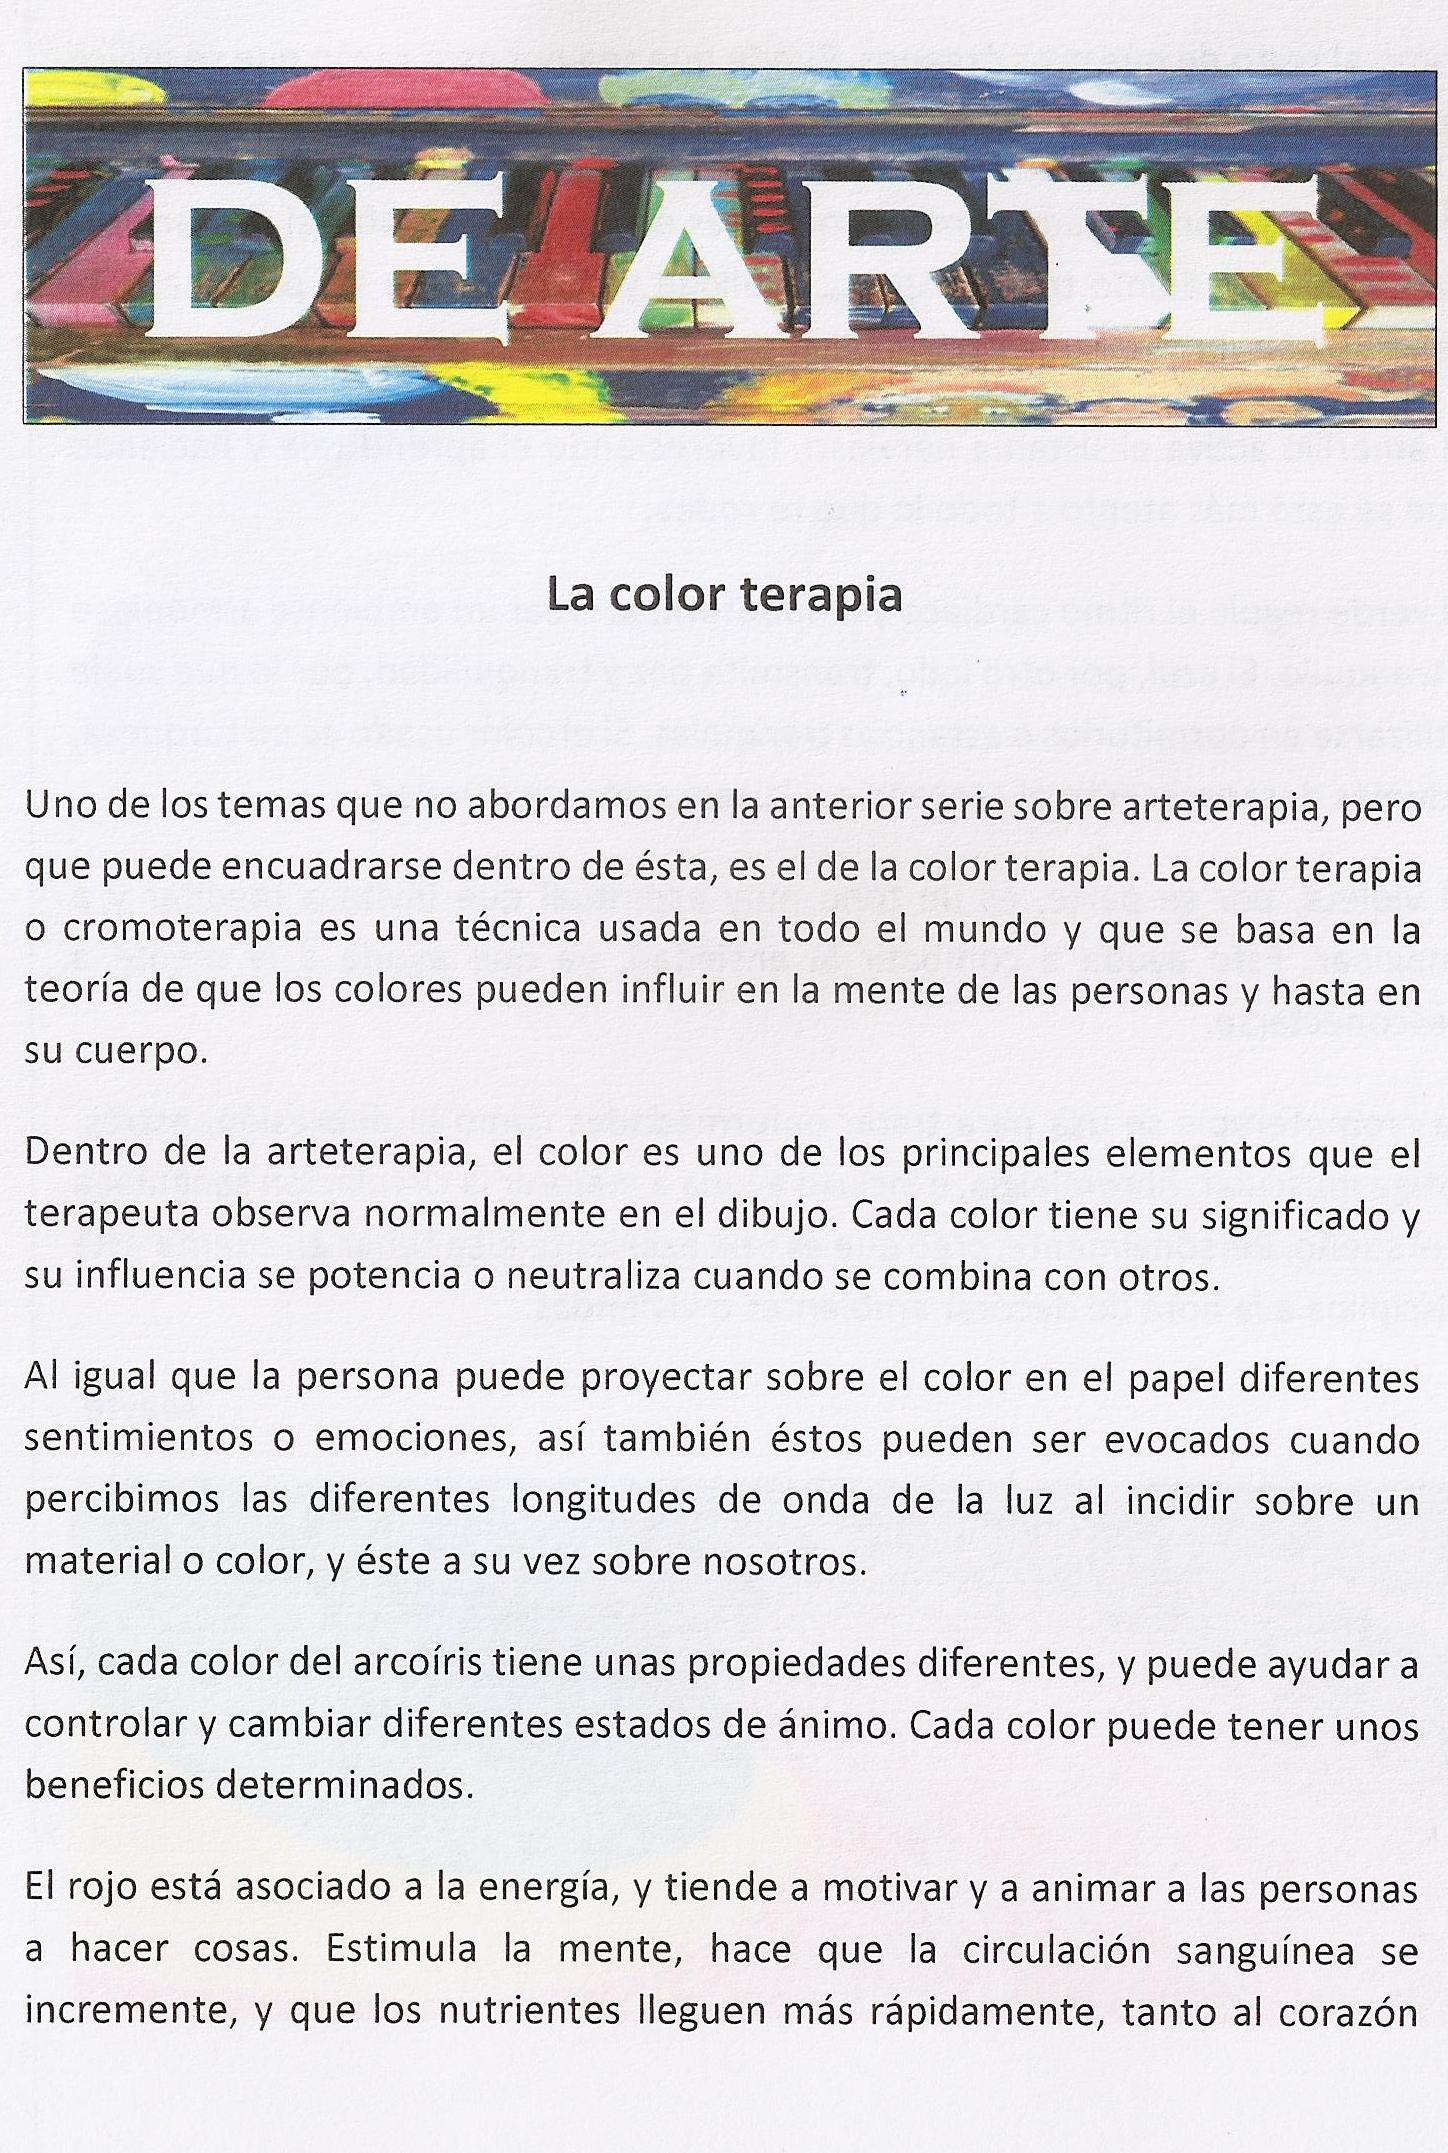 DE ARTE
La color terapia
Uno de los temas que no abordamos en la anterior serie sobre arteterapia, pero
que puede encuadrarse dentro de ésta, es el de la color terapia. La color terapia
o cromoterapia es una técnica usada en todo el mundo y que se basa en la
teoría de que los colores pueden influir en la mente de las personas y hasta en
su cuerpo.
Dentro de la arteterapia, el color es uno de los principales elementos que el
terapeuta observa normalmente en el dibujo. Cada color tiene su significado y
su influencia se potencia o neutraliza cuando se combina con otros.
Al igual que la persona puede proyectar sobre el color en el papel diferentes
sentimientos o emociones, así también éstos pueden ser evocados cuando
percibimos las diferentes longitudes de onda de la luz al incidir sobre un
material o color, y éste a su vez sobre nosotros.
Así, cada color del arcoíris tiene unas propiedades diferentes, y puede ayudar a
controlar y cambiar diferentes estados de ánimo. Cada color puede tener unos
beneficios determinados.
El rojo está asociado a la energía, y tiende a motivar y a animar a las personas
a hacer cosas. Estimula la mente, hace que la circulación sanguínea se
incremente, y que los nutrientes lleguen más rápidamente, tanto al corazón